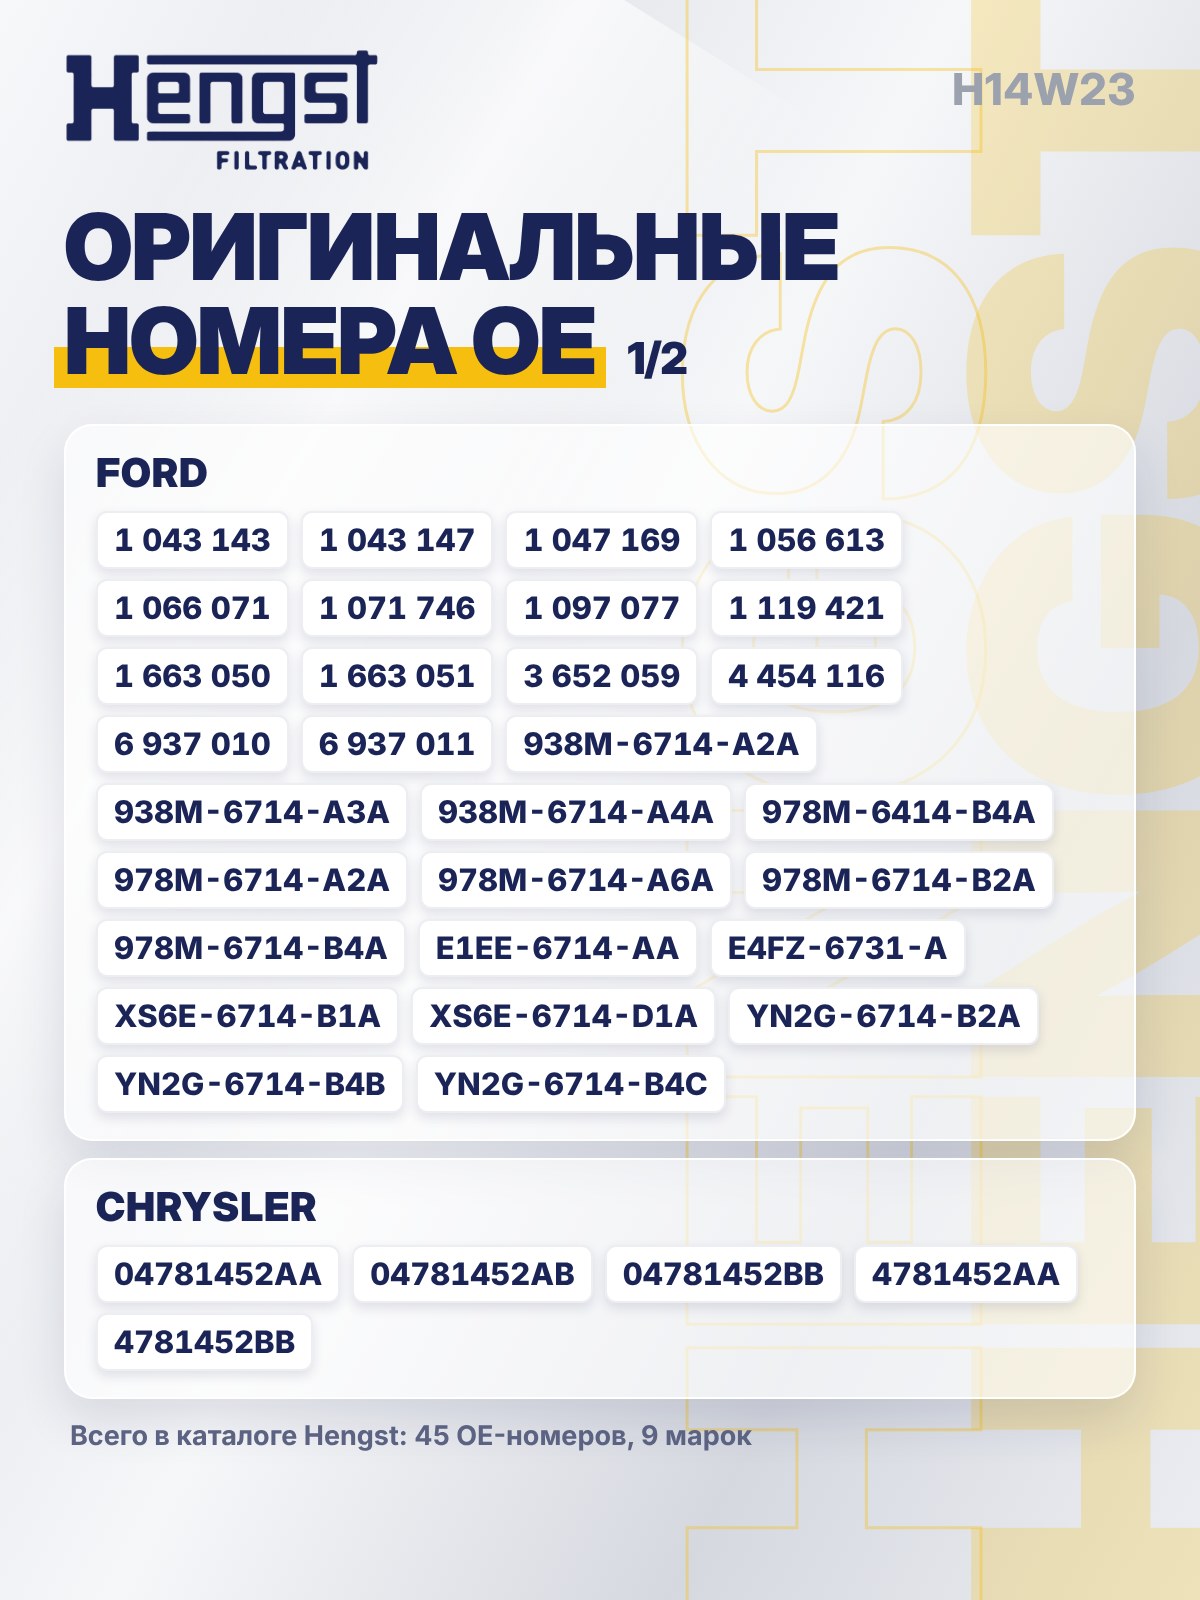 Hengst
FILTRATION
H14W23
ОРИГИНАЛЬНЫЕ
НОМЕРА OE 1/2
FORD
1 043 143 1 043 147 1 047 169 1 056 613
1 066 071 1 071 746 1 097 077 1 119 421
1 663 050 1 663 051 3 652 059 4 454 116
6 937 010 6 937 011 938M-6714-A2A
938M-6714-A3A 938M-6714-A4A 978M-6414-B4A
978M-6714-A2A 978M-6714-A6A 978M-6714-B2A
978M-6714-B4A E1EE-6714-AA E4FZ-6731-A
XS6E-6714-B1A XS6E-6714-D1A YN2G-6714-B2A
YN2G-6714-B4B YN2G-6714-B4C
CHRYSLER
04781452AA 04781452AB 04781452BB 4781452AA
4781452BB
Всего в каталоге Hengst: 45 OE-номеров, 9 марок
HENGST
HENGST